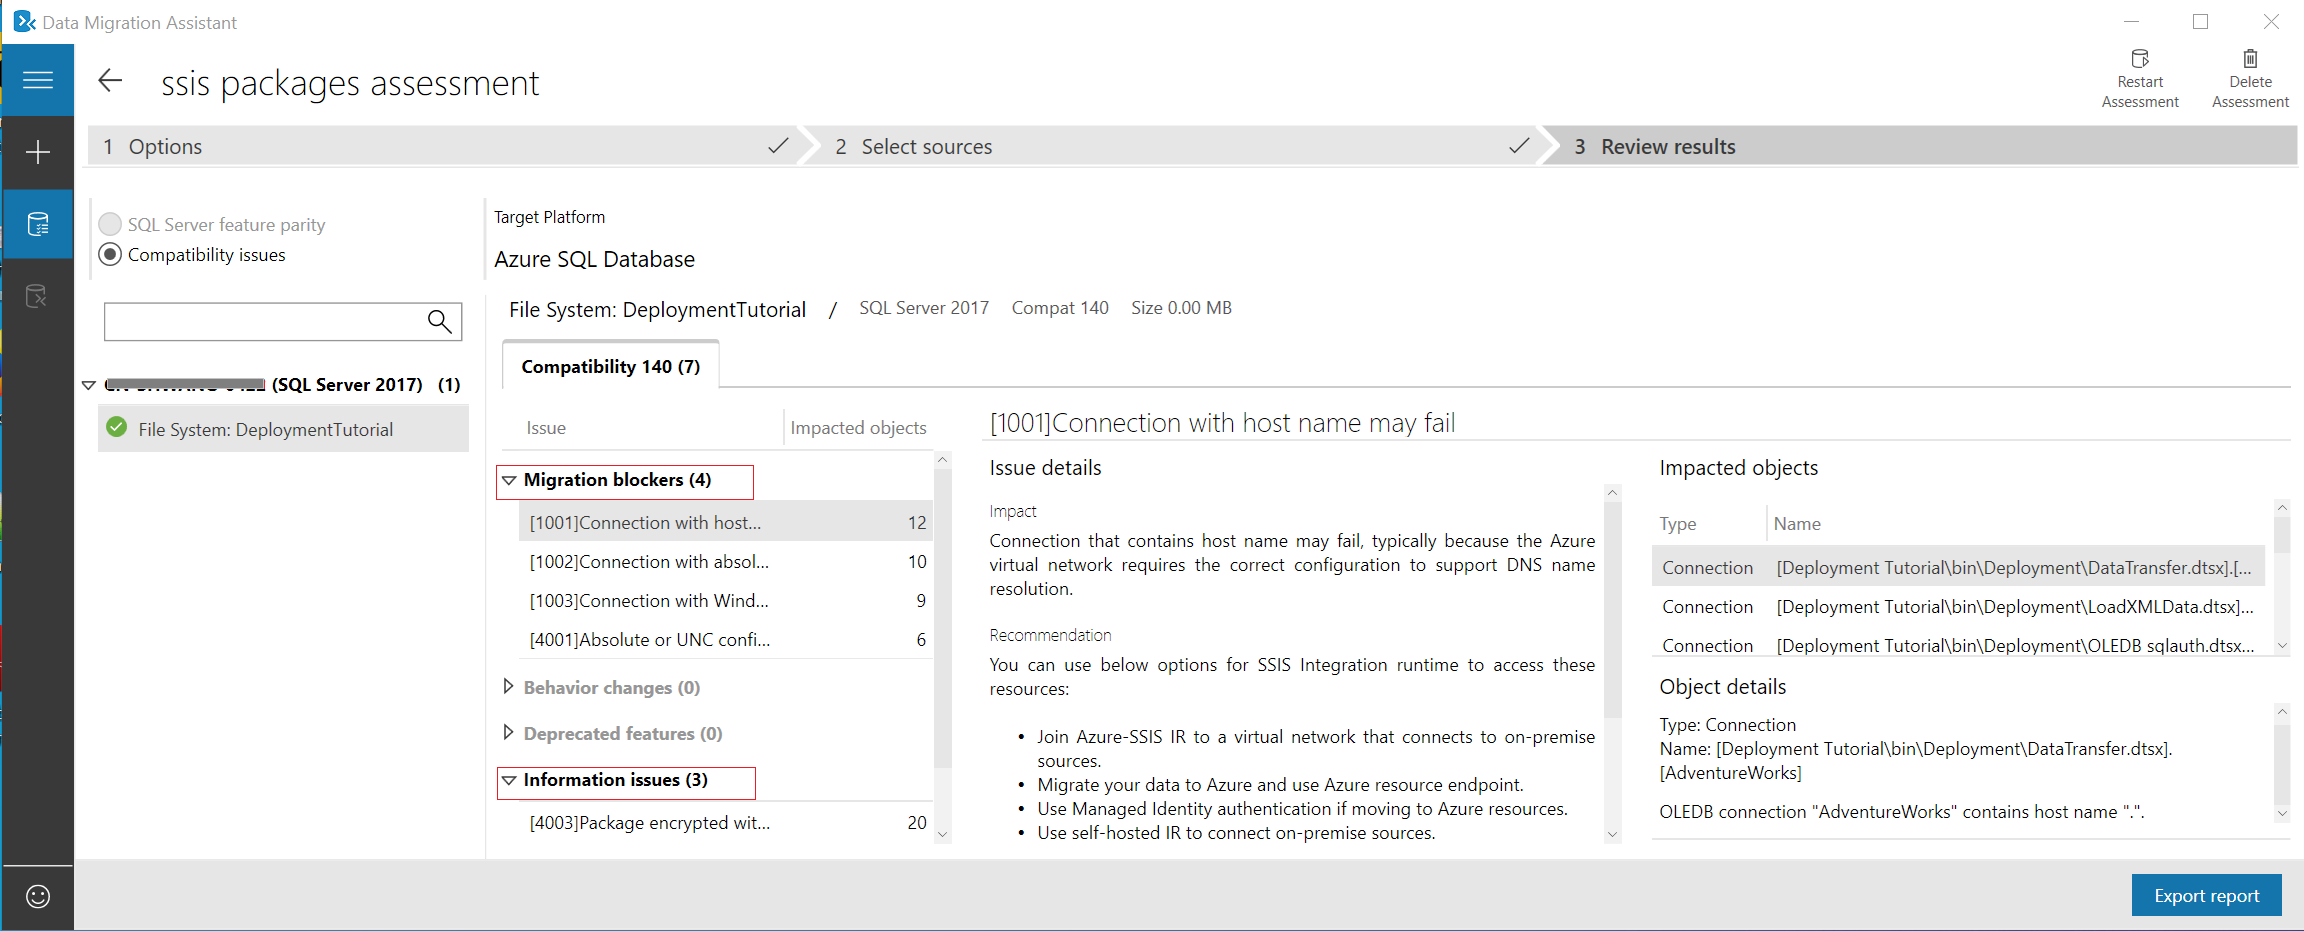 Data Migration Assistant
ssis packages assessment
Restart
Assessment
Delete
Assessment
1 Options
2 Select sources
3 Review results
SQL Server feature parity
Compatibility issues
Target Platform
Azure SQL Database
(SQL Server 2017) (1)
File System: DeploymentTutorial
File System: DeploymentTutorial / SQL Server 2017 Compat 140 Size 0.00 MB
Compatibility 140 (7)
Issue Impacted objects
Migration blockers (4)
[1001]Connection with host... 12
[1002]Connection with absol... 10
[1003]Connection with Wind... 9
[4001]Absolute or UNC confi... 6
Behavior changes (0)
Deprecated features (0)
Information issues (3)
[4003]Package encrypted wit... 20
[1001]Connection with host name may fail
Issue details
Impact
Connection that contains host name may fail, typically because the Azure
virtual network requires the correct configuration to support DNS name
resolution.
Recommendation
You can use below options for SSIS Integration runtime to access these
resources:
• Join Azure-SSIS IR to a virtual network that connects to on-premise
sources.
• Migrate your data to Azure and use Azure resource endpoint.
• Use Managed Identity authentication if moving to Azure resources.
• Use self-hosted IR to connect on-premise sources.
Impacted objects
Type Name
Connection [Deployment Tutorial\bin\Deployment\DataTransfer.dtsx].[...
Connection [Deployment Tutorial\bin\Deployment\LoadXMLData.dtsx]...
Connection [Deployment Tutorial\bin\Deployment\OLEDB sqlauth.dtsx...
Object details
Type: Connection
Name: [Deployment Tutorial\bin\Deployment\DataTransfer.dtsx].
[AdventureWorks]
OLEDB connection "AdventureWorks" contains host name ".".
Export report